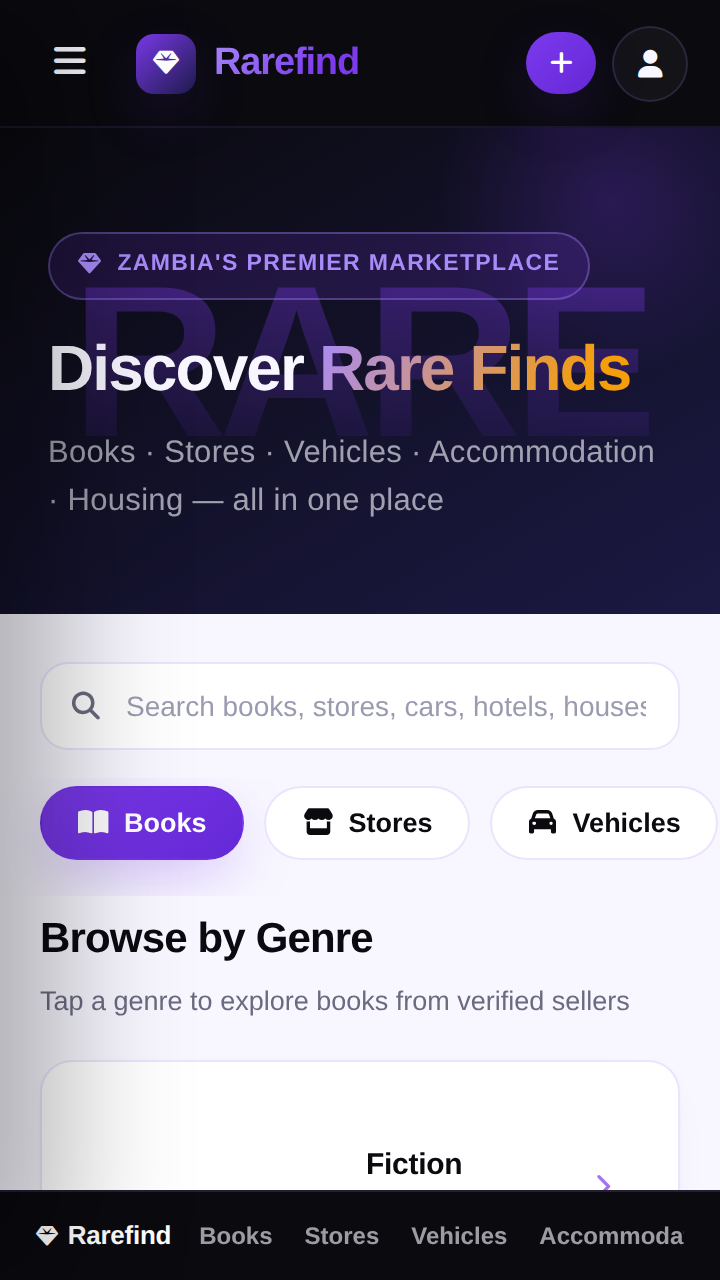 Rarefind
ZAMBIA'S PREMIER MARKETPLACE
RARE
Discover Rare Finds
Books · Stores · Vehicles · Accommodation
· Housing — all in one place
Search books, stores, cars, hotels, houses
Books
Stores
Vehicles
Browse by Genre
Tap a genre to explore books from verified sellers
Fiction
Rarefind Books Stores Vehicles Accommoda